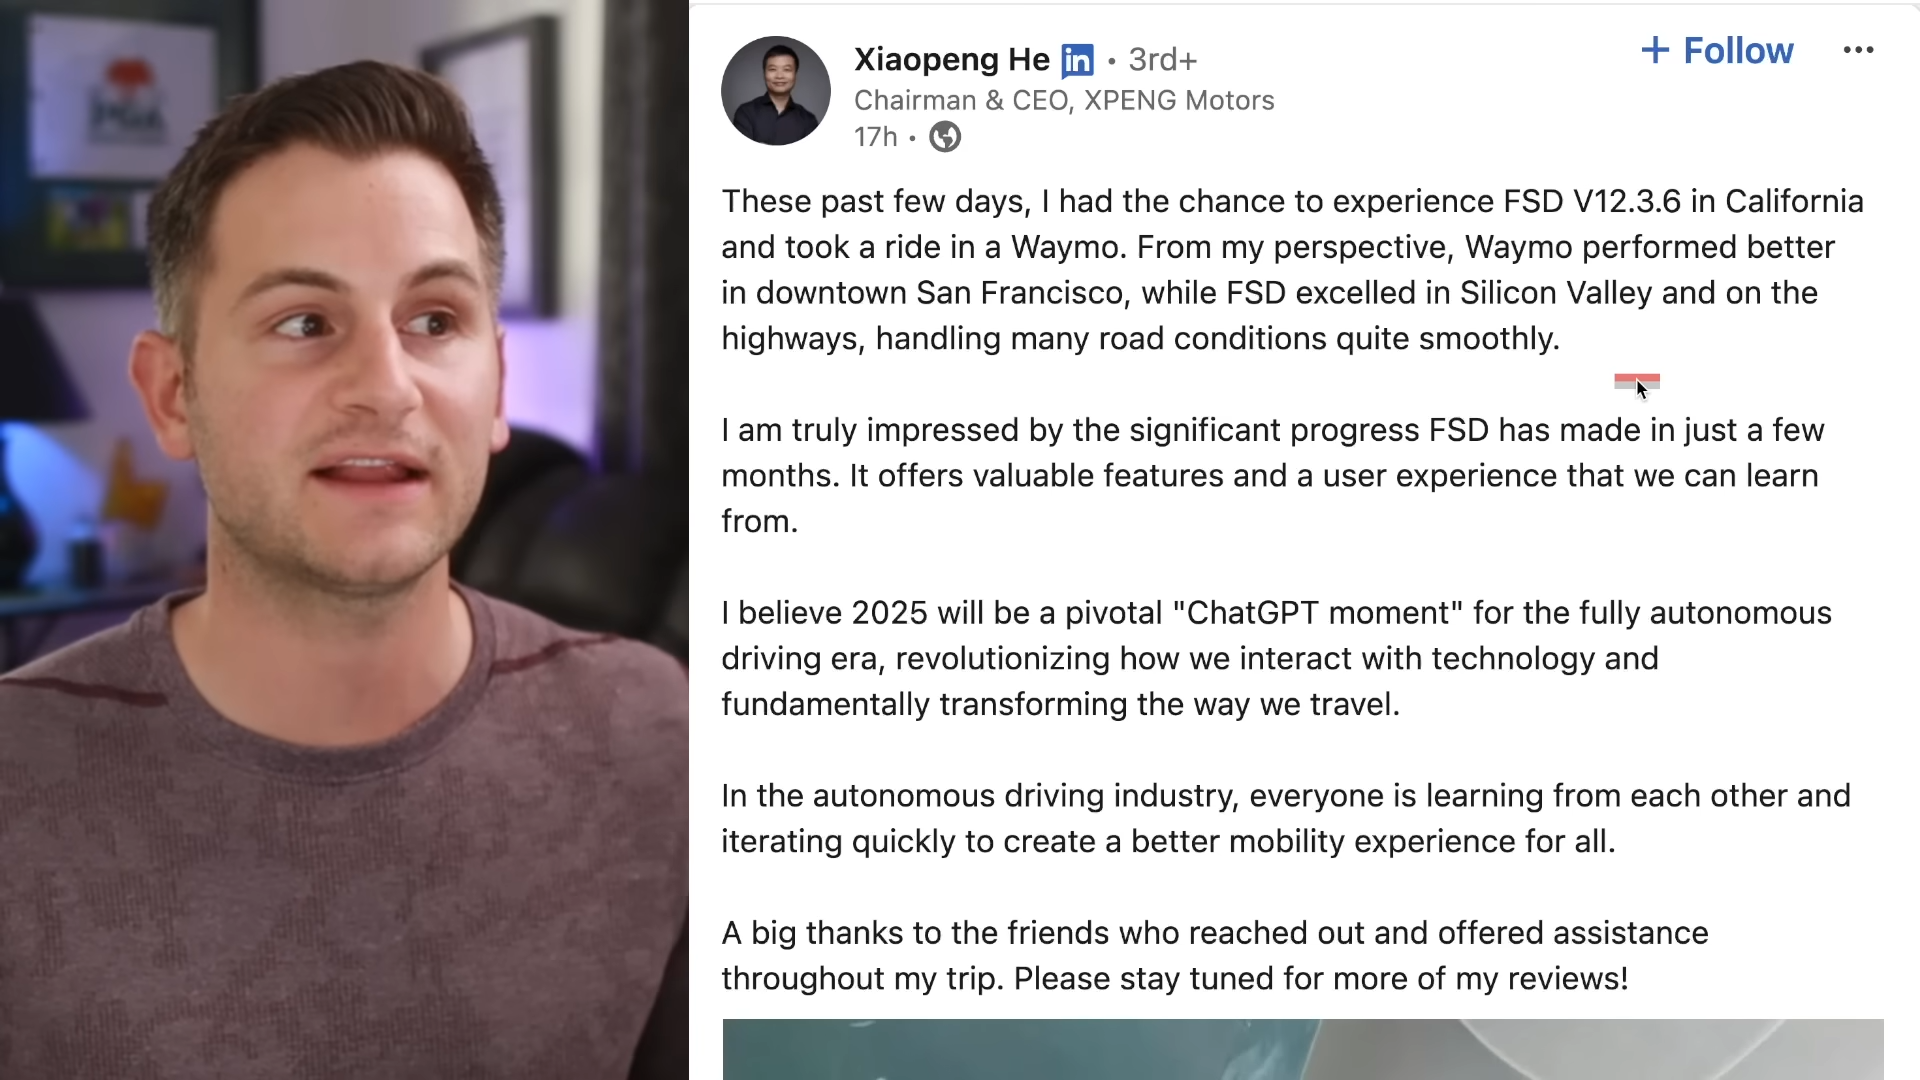 Xiaopeng He in • 3rd+
+ Follow
Chairman & CEO, XPENG Motors
17h •
These past few days, I had the chance to experience FSD V12.3.6 in California
and took a ride in a Waymo. From my perspective, Waymo performed better
in downtown San Francisco, while FSD excelled in Silicon Valley and on the
highways, handling many road conditions quite smoothly.
I am truly impressed by the significant progress FSD has made in just a few
months. It offers valuable features and a user experience that we can learn
from.
I believe 2025 will be a pivotal "ChatGPT moment" for the fully autonomous
driving era, revolutionizing how we interact with technology and
fundamentally transforming the way we travel.
In the autonomous driving industry, everyone is learning from each other and
iterating quickly to create a better mobility experience for all.
A big thanks to the friends who reached out and offered assistance
throughout my trip. Please stay tuned for more of my reviews!